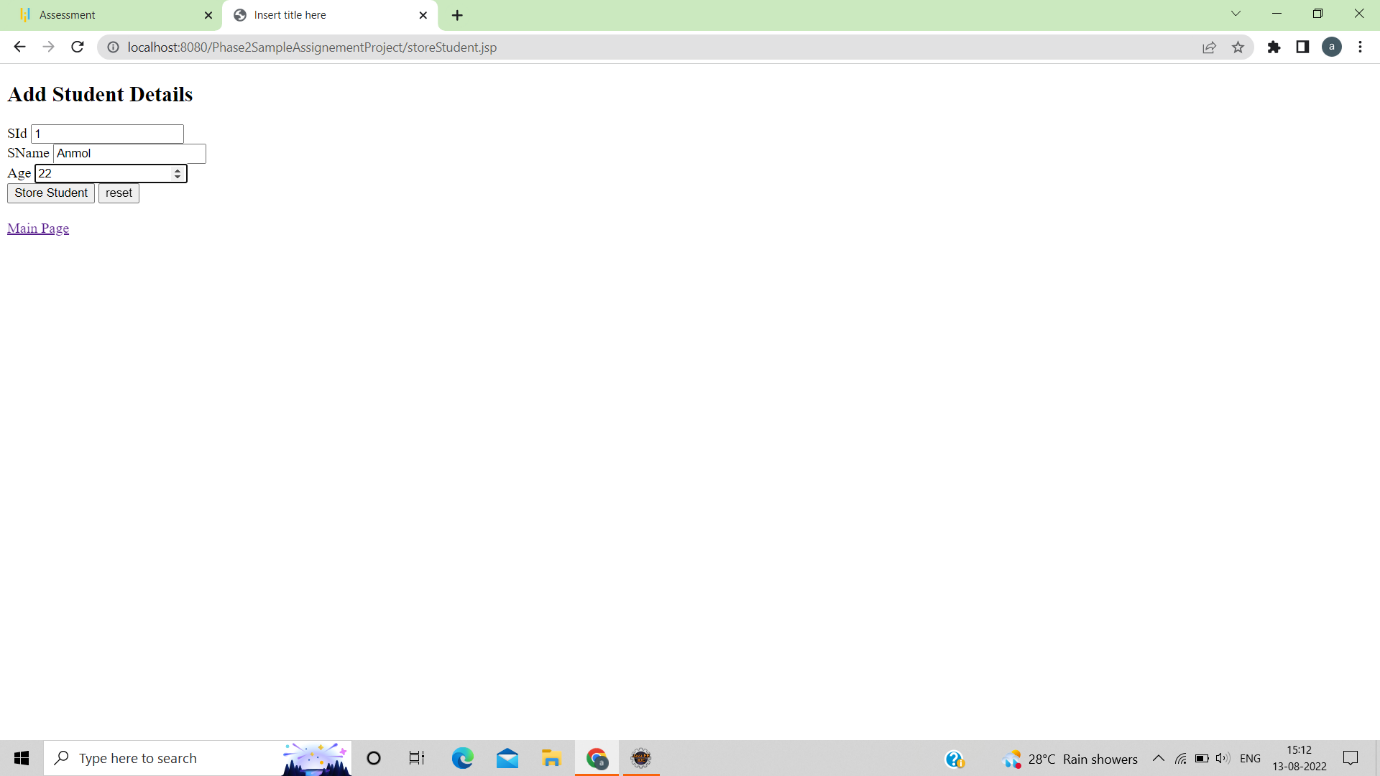 Assessment
Insert title here
localhost:8080/Phase2SampleAssignementProject/storeStudent.jsp
a
Add Student Details
SId 1
SName Anmol
Age 22
Store Student reset
Main Page
Type here to search
28°C Rain showers
ENG
15:12
13-08-2022